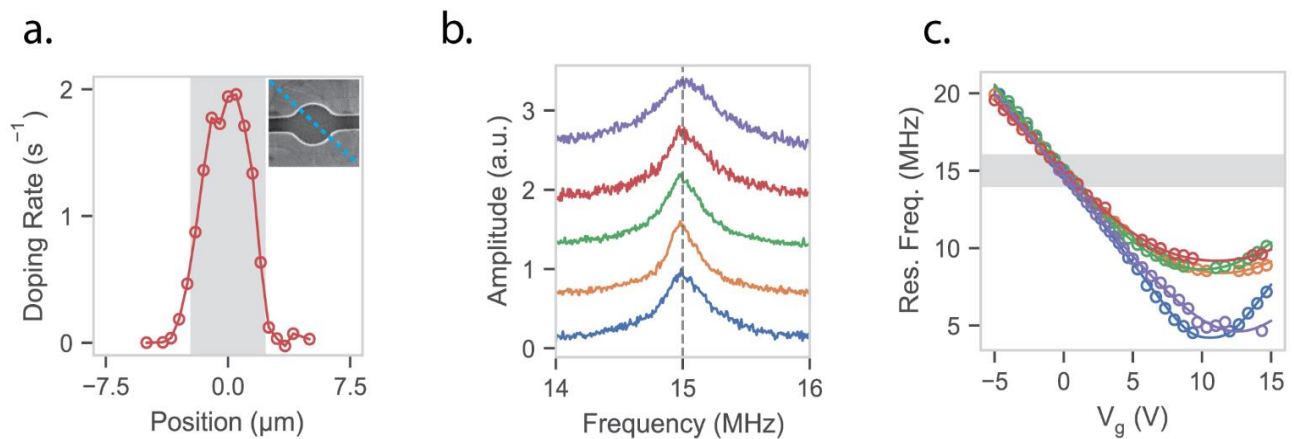 a.
Doping Rate (s⁻¹)
2
1
0
−7.5 0.0 7.5
Position (µm)
b.
Amplitude (a.u.)
3
2
1
0
14 15 16
Frequency (MHz)
c.
Res. Freq. (MHz)
20
15
10
5
−5 0 5 10 15
V_g (V)